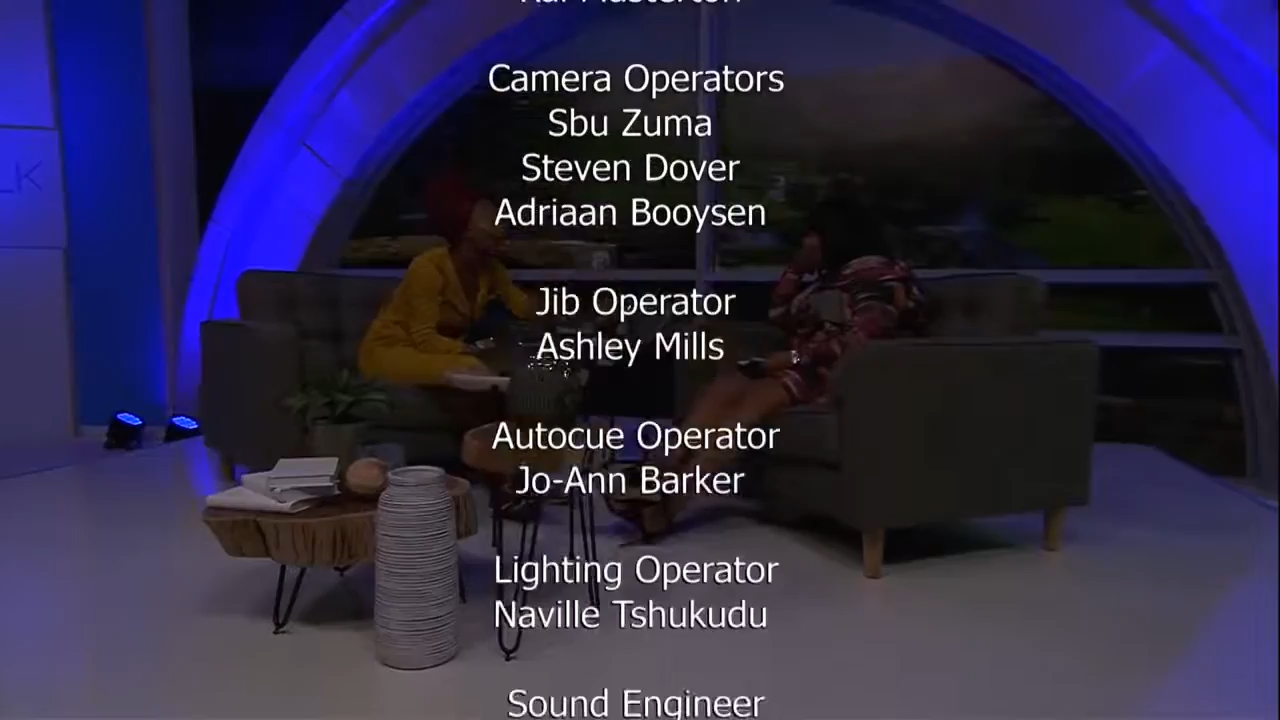 Camera Operators
Sbu Zuma
Steven Dover
Adriaan Booysen
Jib Operator
Ashley Mills
Autocue Operator
Jo-Ann Barker
Lighting Operator
Naville Tshukudu
Sound Engineer